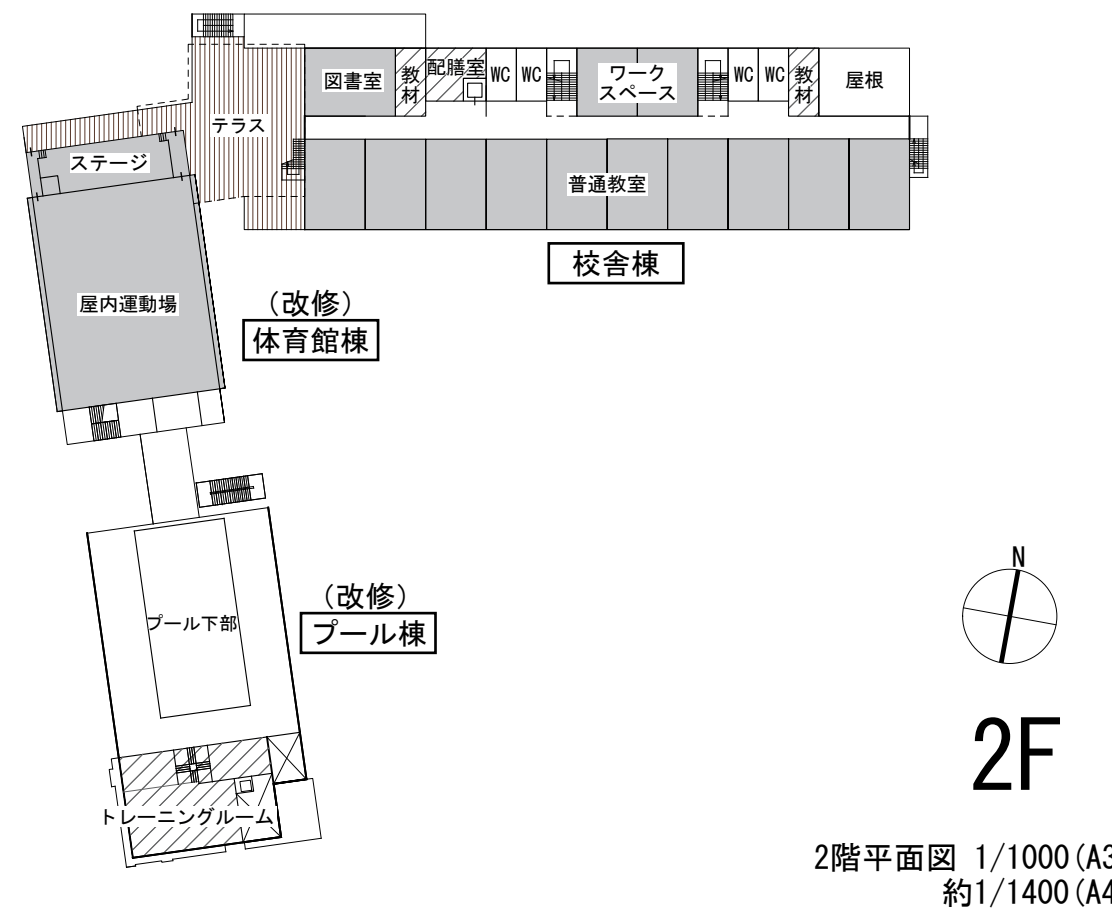 図書室
教材
配膳室
WC
WC
ワーク
スペース
WC
WC
教材
屋根
テラス
ステージ
普通教室
校舎棟
屋内運動場
（改修）
体育館棟
（改修）
プール棟
プール下部
トレーニングルーム
N
2F
2階平面図 1/1000(A3
約1/1400(A4